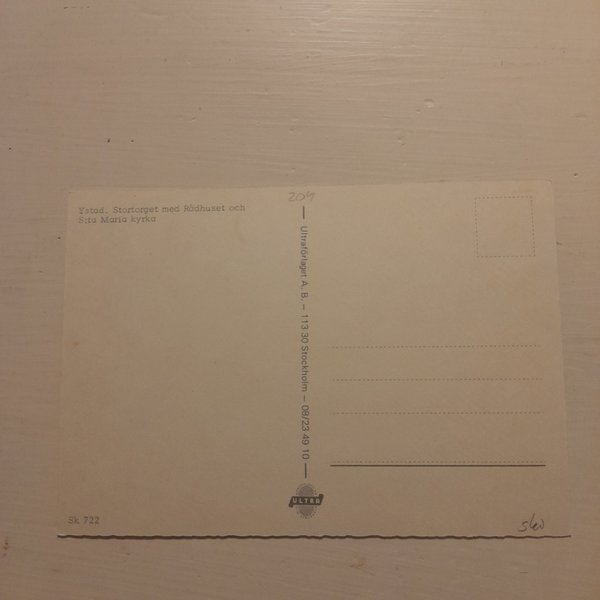 Ystad. Stortorget med Rådhuset och
S:ta Maria kyrka
204
Ultraförlaget A. B. – 113 30 Stockholm – 08/23 49 10
ULTRA
Sk 722